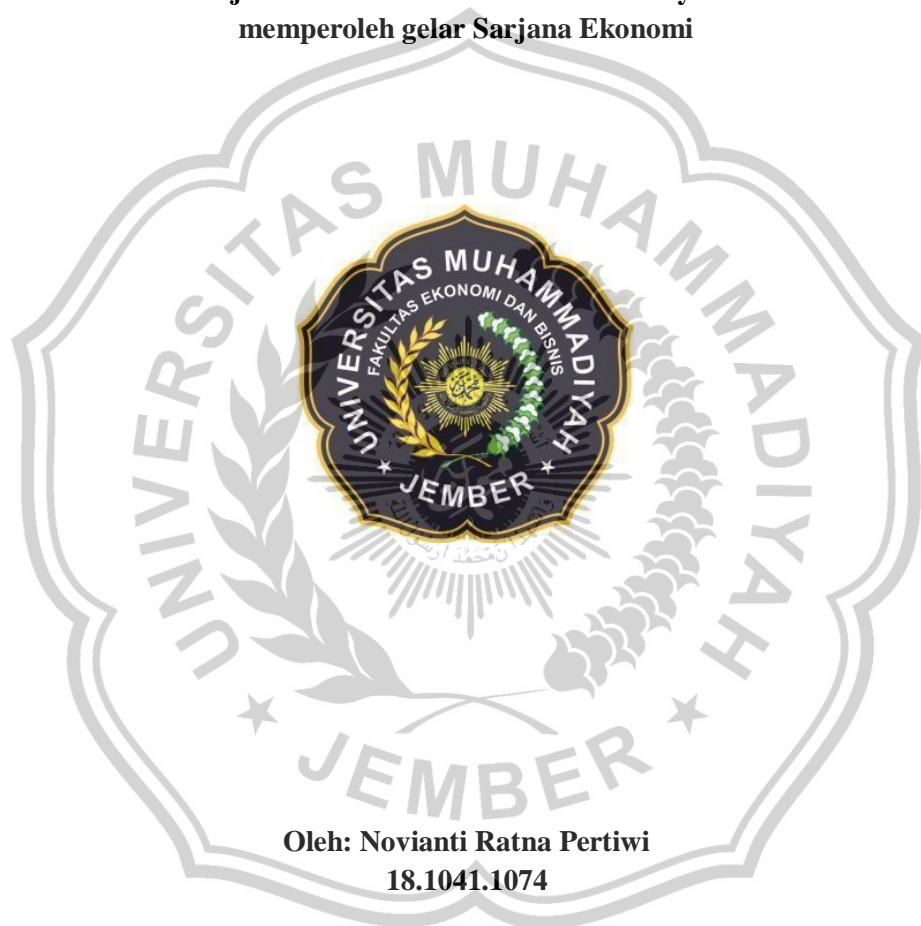 memperoleh gelar Sarjana Ekonomi
UNIVERSITAS MUHAMMADIYAH
JEMBER
UNIVERSITAS MUHAMMADIYAH
FAKULTAS EKONOMI DAN BISNIS
JEMBER
Oleh: Novianti Ratna Pertiwi
18.1041.1074